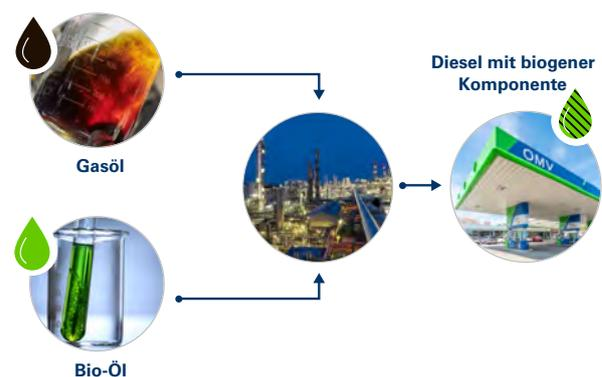 Gasöl
Diesel mit biogener
Komponente
OMV
Bio-Öl